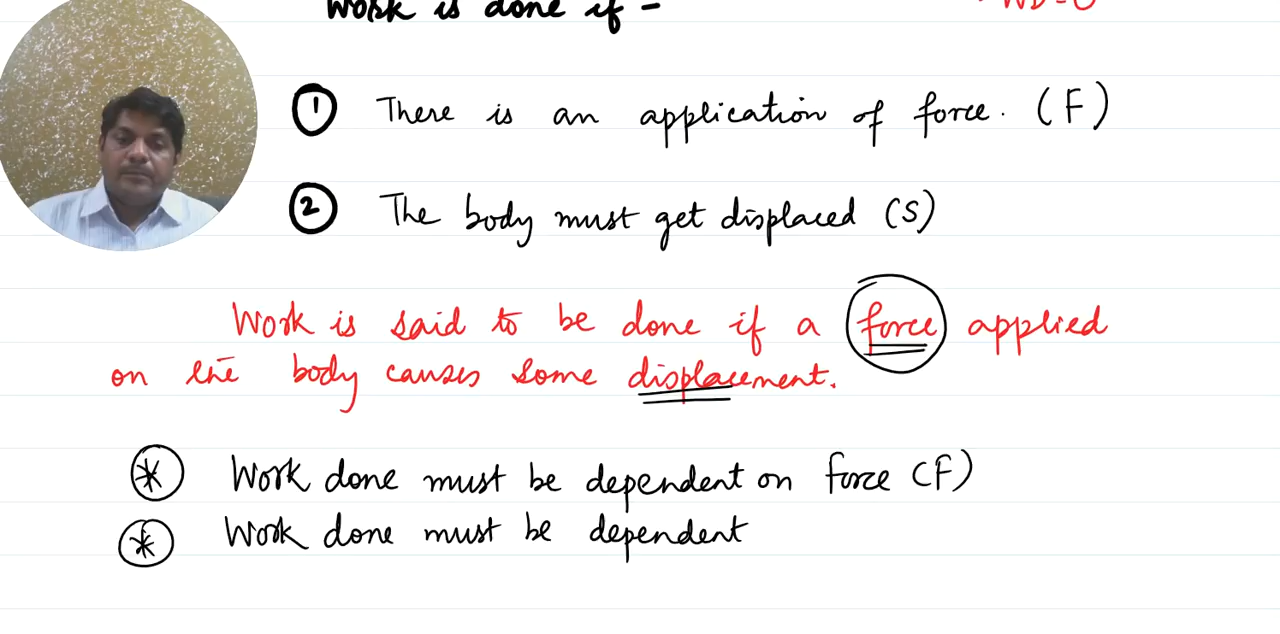 Work is done if -
WD = 0
1 There is an application of force. (F)
2 The body must get displaced (S)
Work is said to be done if a force applied
on the body causes some displacement.
* Work done must be dependent on force (F)
* Work done must be dependent